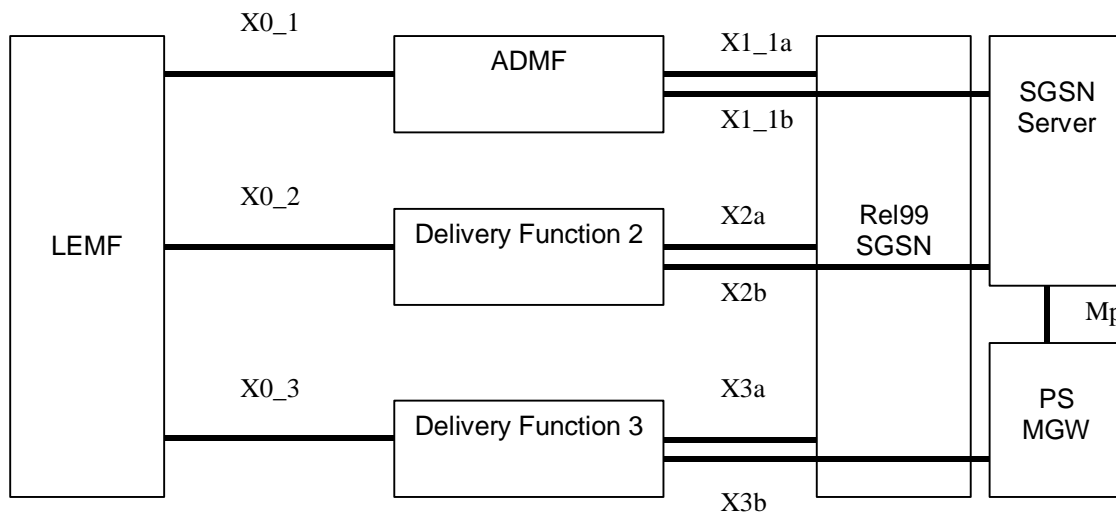 X0_1
X1_1a
ADMF
SGSN
Server
X1_1b
X0_2
X2a
Rel99
SGSN
LEMF
Delivery Function 2
X2b
Mp
X0_3
X3a
PS
MGW
Delivery Function 3
X3b